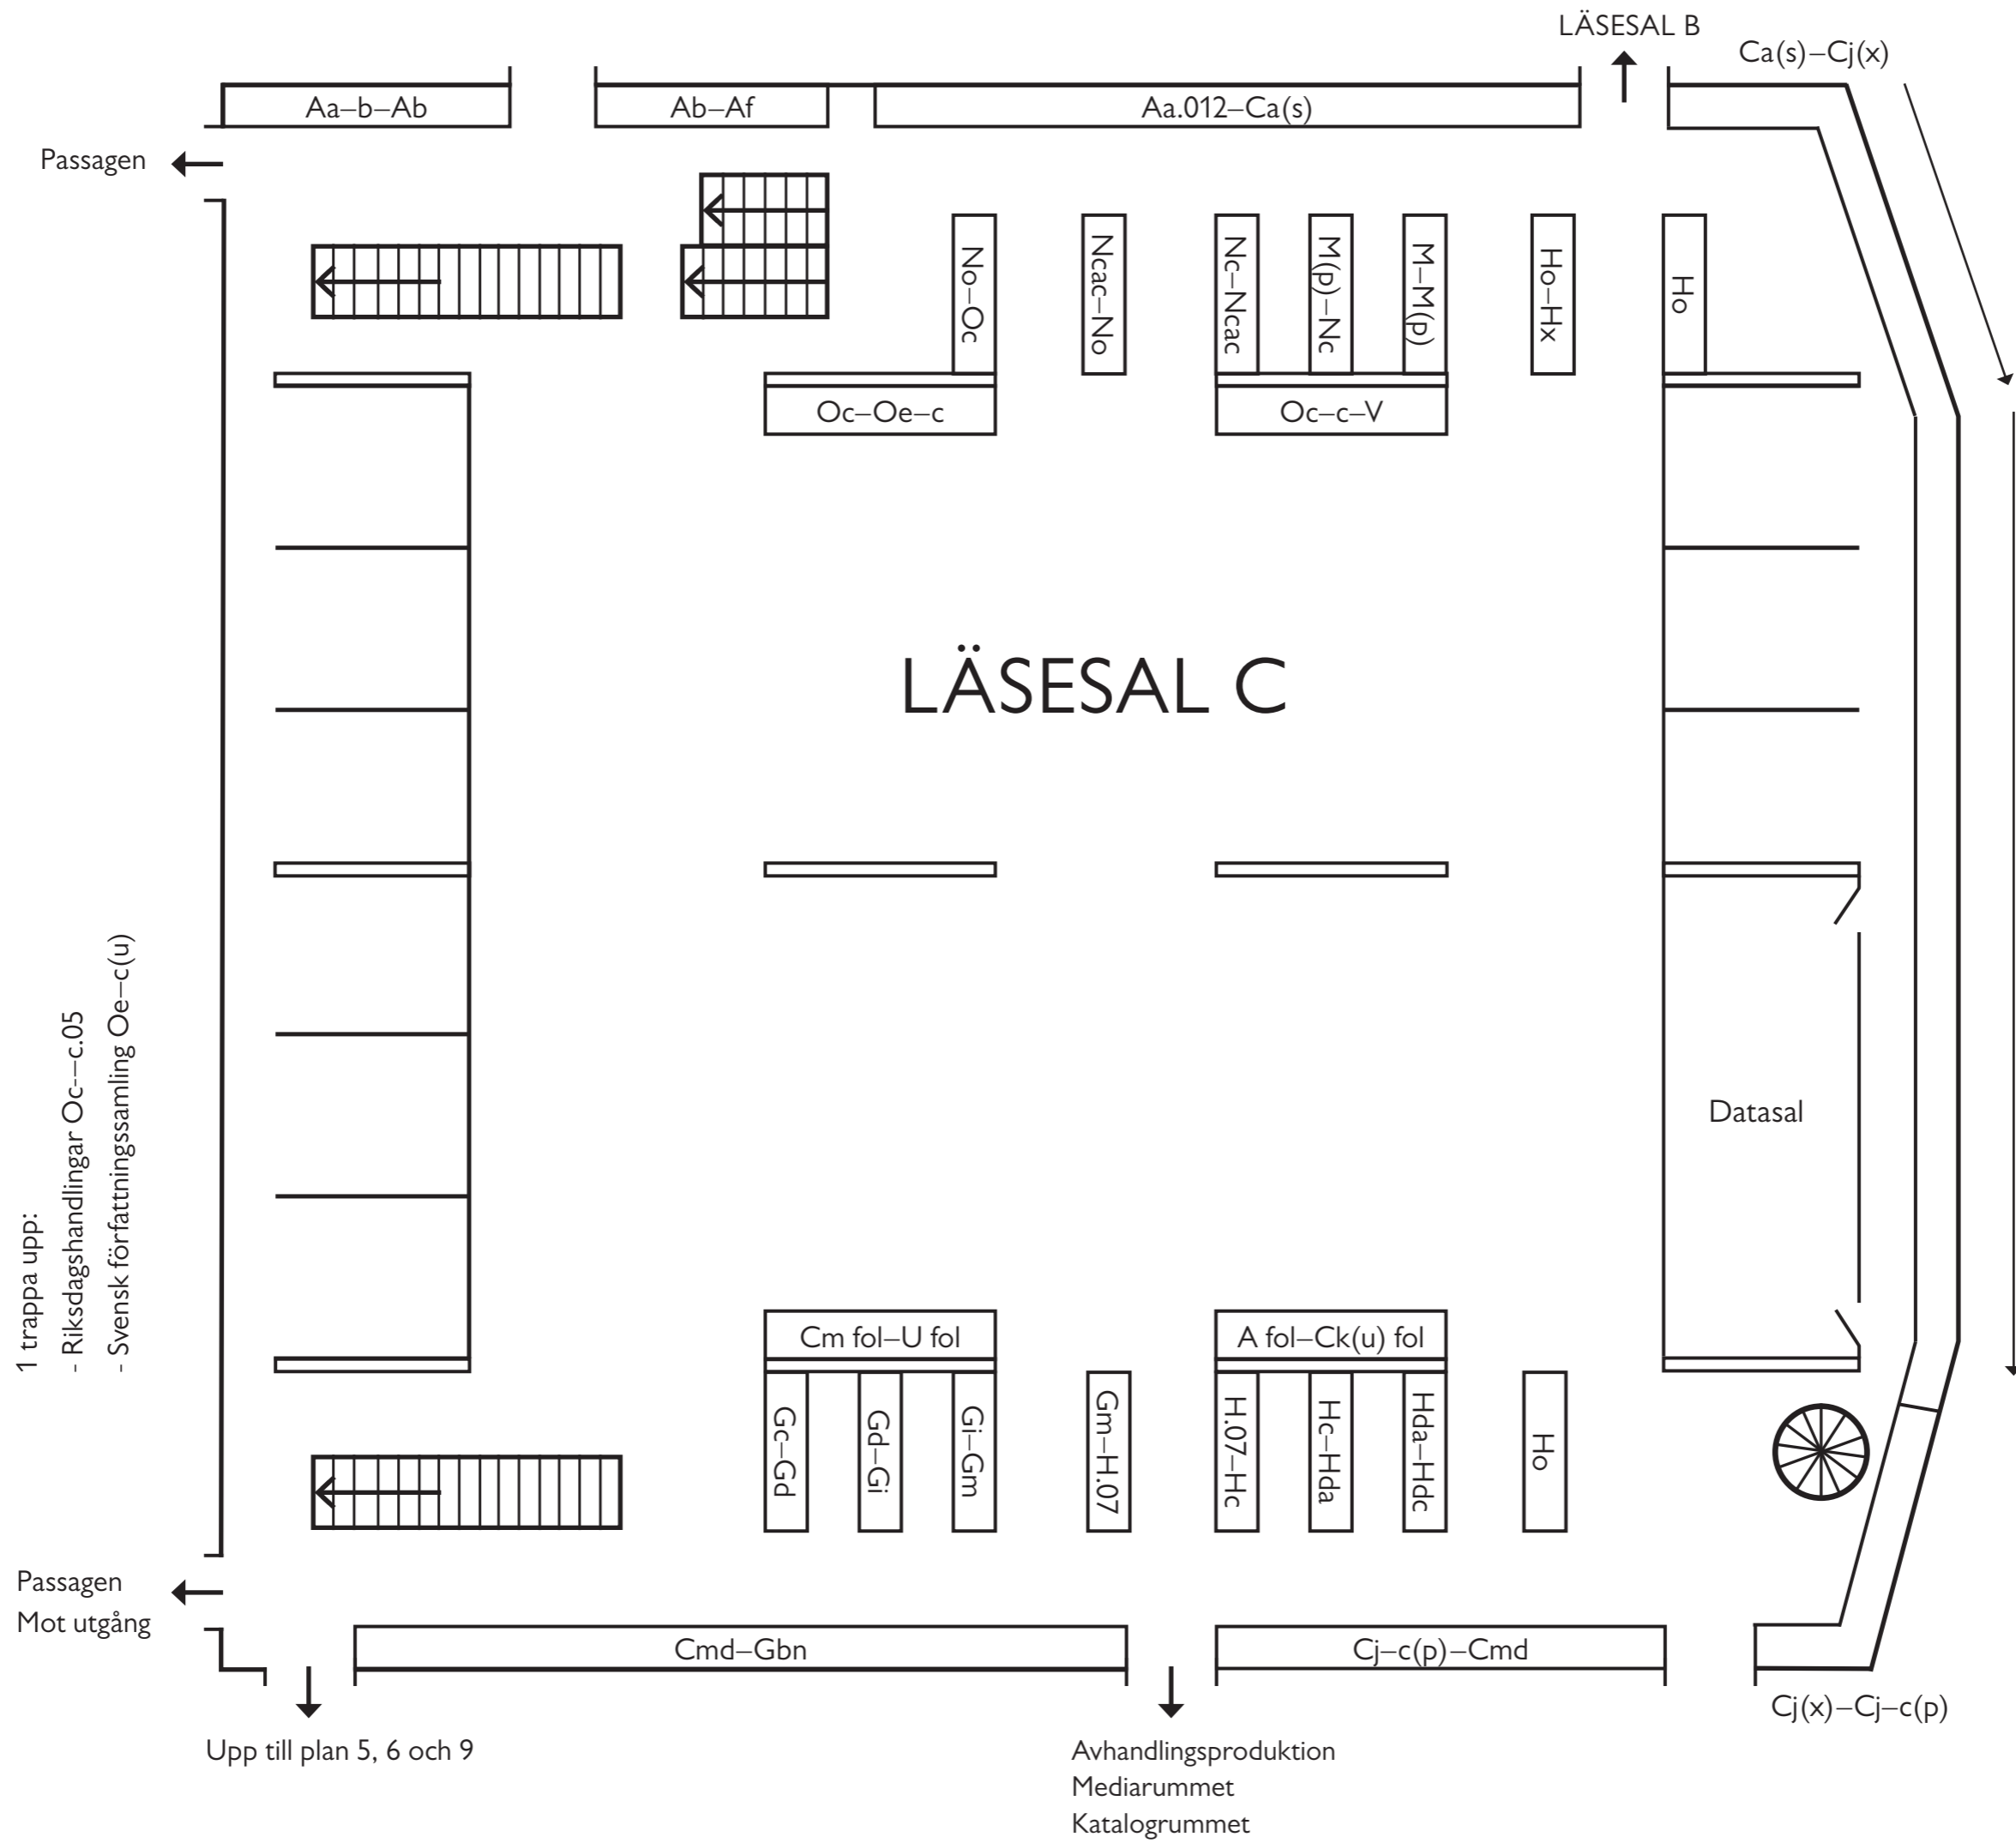 LÄSESAL B
Ca(s)–Cj(x)
Aa–b–Ab
Ab–Af
Aa.012–Ca(s)
Passagen
No–Oc
Ncac–No
Nc–Ncac
M(p)–Nc
M–M(p)
Ho–Hx
Ho
Oc–Oe–c
Oc–c–V
LÄSESAL C
1 trappa upp:
- Riksdagshandlingar Oc-–c.05
- Svensk författningssamling Oe–c(u)
Datasal
Cm fol–U fol
A fol–Ck(u) fol
Gc–Gd
Gd–Gi
Gi–Gm
Gm–H.07
H.07–Hc
Hc–Hda
Hda–Hdc
Ho
Passagen
Mot utgång
Cmd–Gbn
Cj–c(p)–Cmd
Cj(x)–Cj–c(p)
Upp till plan 5, 6 och 9
Avhandlingsproduktion
Mediarummet
Katalogrummet